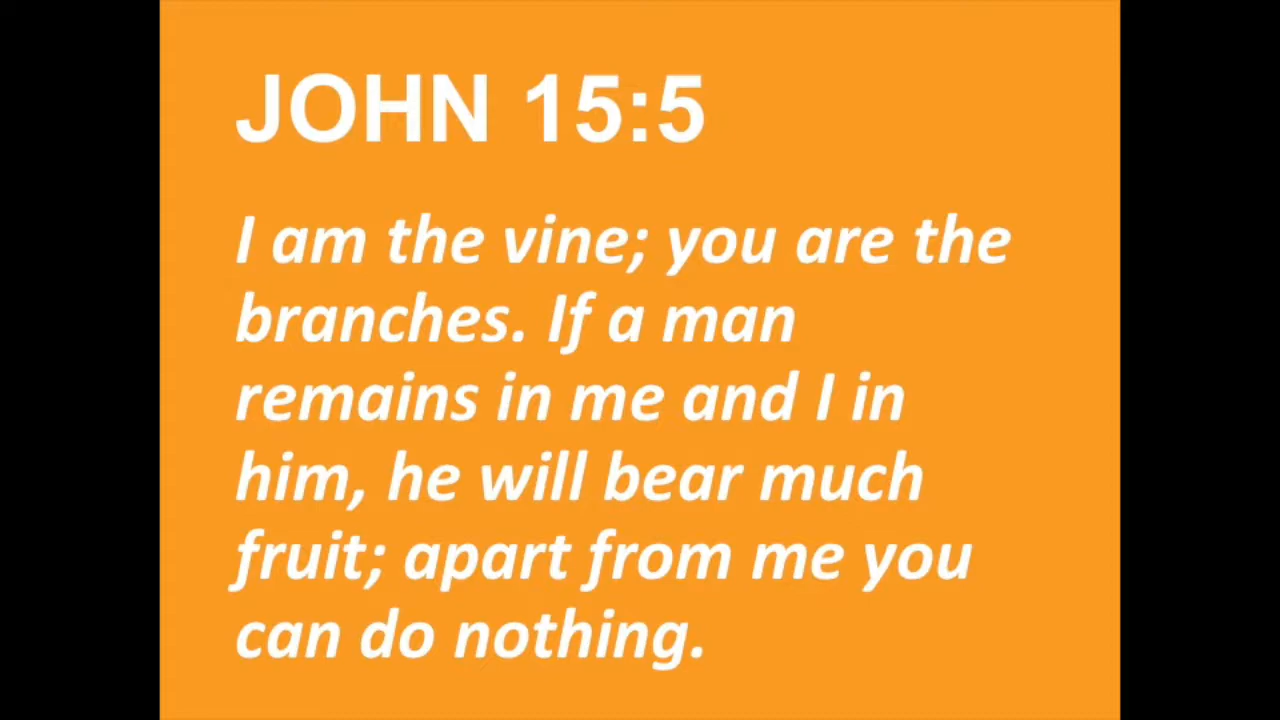 JOHN 15:5
I am the vine; you are the
branches. If a man
remains in me and I in
him, he will bear much
fruit; apart from me you
can do nothing.